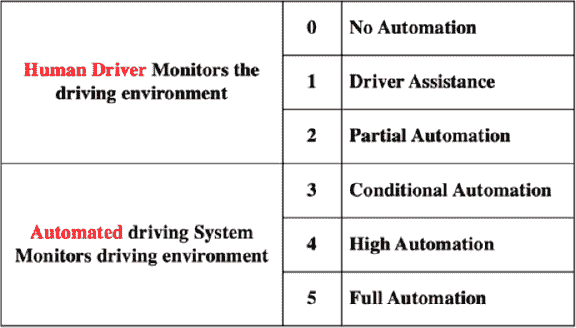 Human Driver Monitors the
driving environment
0 No Automation
1 Driver Assistance
2 Partial Automation
Automated driving System
Monitors driving environment
3 Conditional Automation
4 High Automation
5 Full Automation